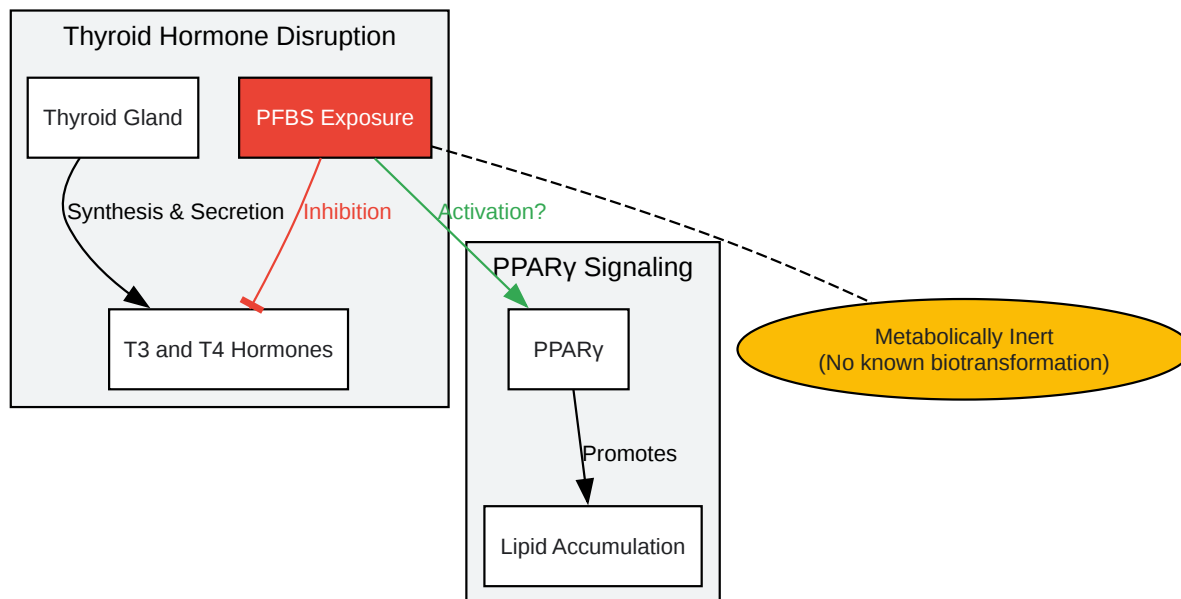 Thyroid Hormone Disruption
Thyroid Gland
PFBS Exposure
Synthesis & Secretion
Inhibition
Activation?
PPARγ Signaling
T3 and T4 Hormones
PPARγ
Metabolically Inert
(No known biotransformation)
Promotes
Lipid Accumulation